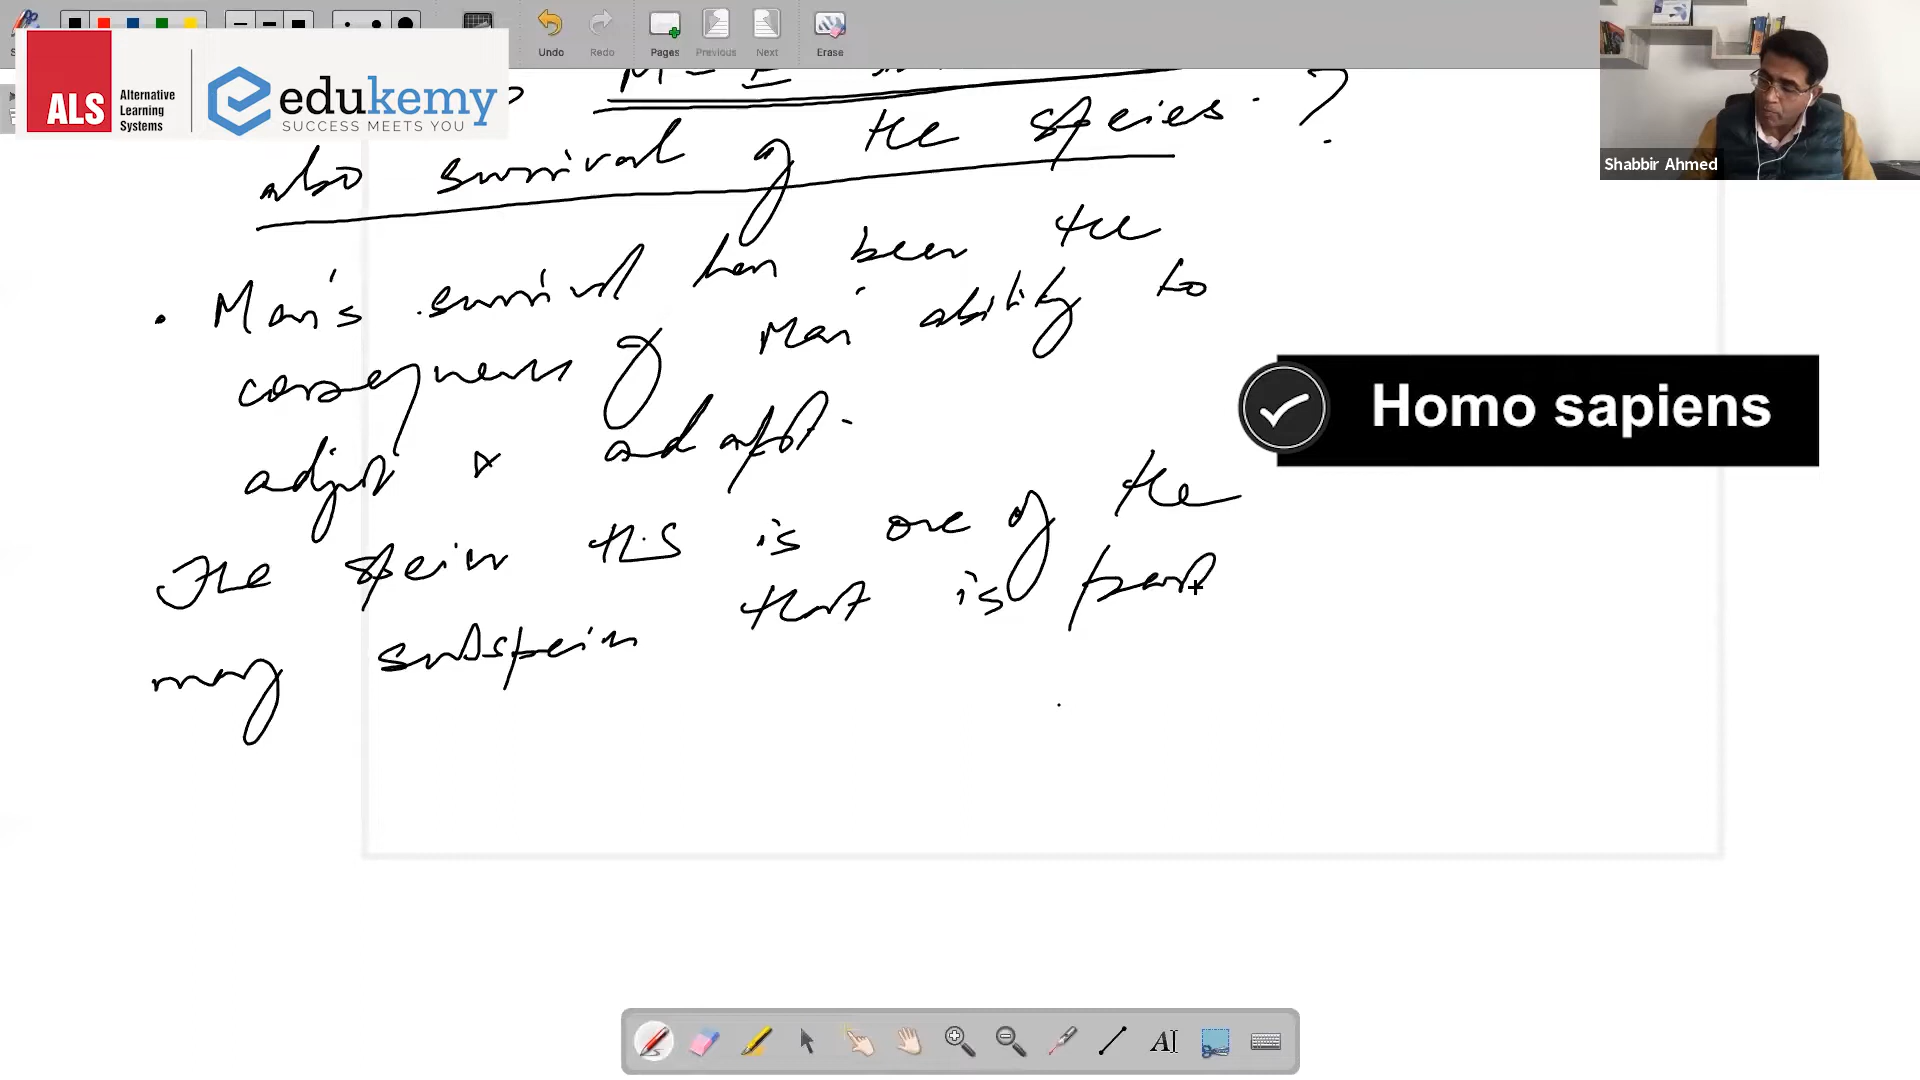 Undo
Redo
Pages
Previous
Next
Erase
ALS
Alternative
Learning
Systems
edukemy
SUCCESS MEETS YOU
Shabbir Ahmed
M - E
also survival of the species. ?
. Man's survival has been the
consequences of Man' ability to
adjust & adapt.
Homo sapiens
The species HS is one of the
many subspecies that is part